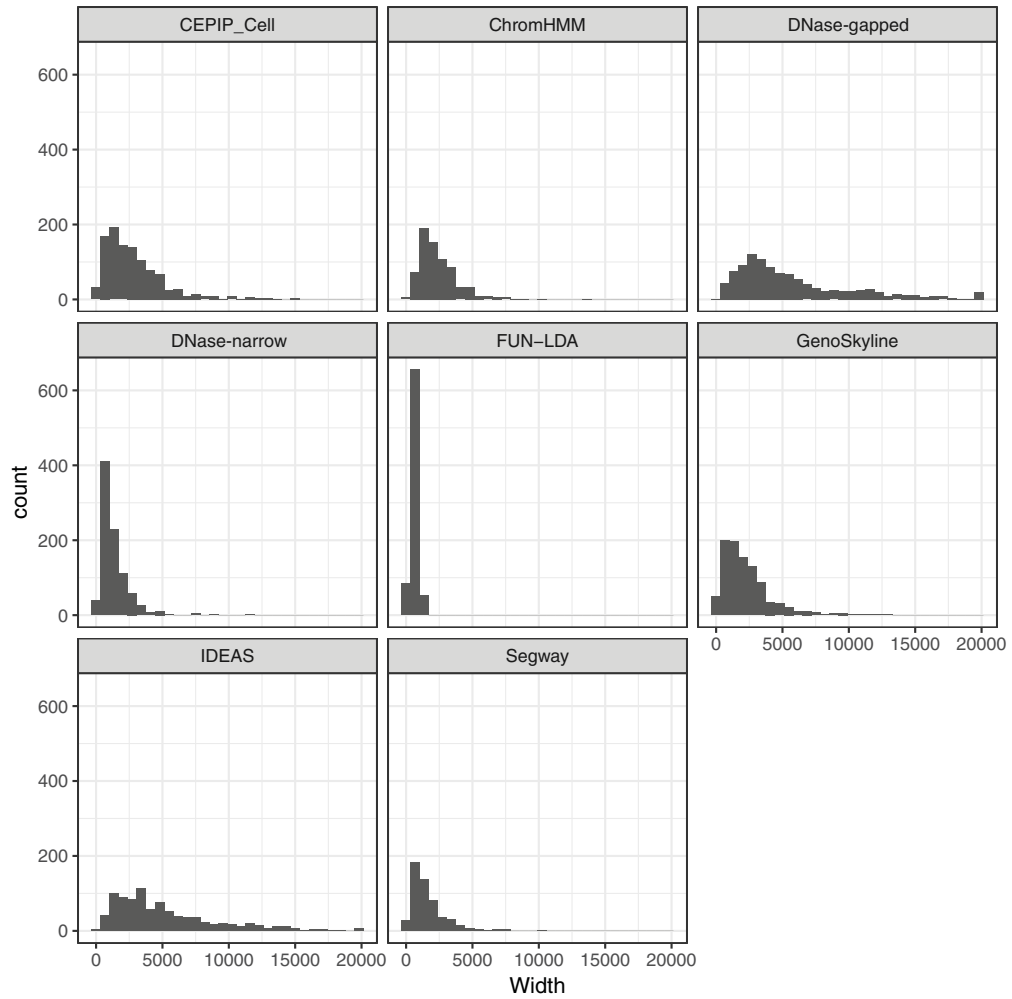 CEPIP_Cell ChromHMM DNase-gapped
600
400
200
0
DNase-narrow FUN−LDA GenoSkyline
600
400
200
0
count
0 5000 10000 15000 20000
IDEAS Segway
600
400
200
0
0 5000 10000 15000 20000 0 5000 10000 15000 20000
Width